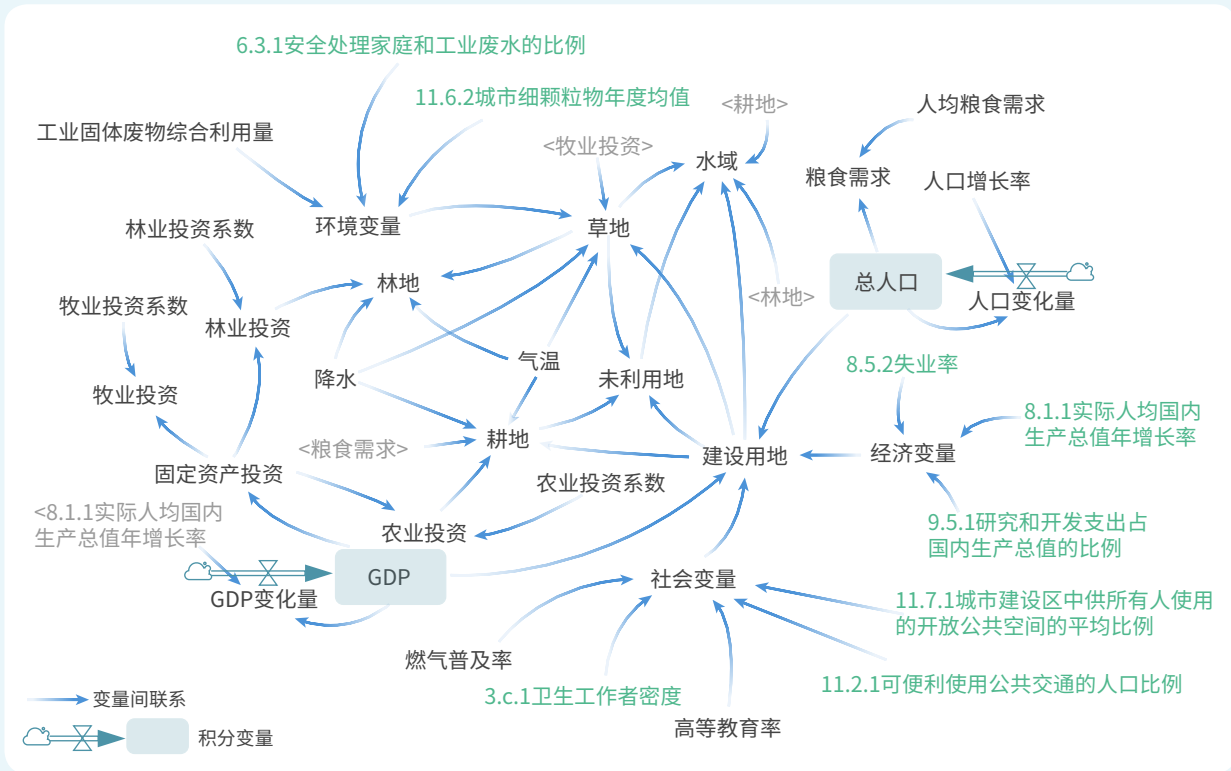 6.3.1安全处理家庭和工业废水的比例
11.6.2城市细颗粒物年度均值
<耕地>
人均粮食需求
工业固体废物综合利用量
<牧业投资>
水域
粮食需求
人口增长率
林业投资系数
环境变量
草地
林地
总人口
<林地>
人口变化量
牧业投资系数
林业投资
气温
8.5.2失业率
降水
未利用地
牧业投资
8.1.1实际人均国内
生产总值年增长率
<粮食需求>
耕地
建设用地
经济变量
固定资产投资
农业投资系数
<8.1.1实际人均国内
生产总值年增长率
农业投资
9.5.1研究和开发支出占
国内生产总值的比例
GDP
GDP变化量
社会变量
11.7.1城市建设区中供所有人使用
的开放公共空间的平均比例
燃气普及率
3.c.1卫生工作者密度
11.2.1可便利使用公共交通的人口比例
高等教育率
变量间联系
积分变量